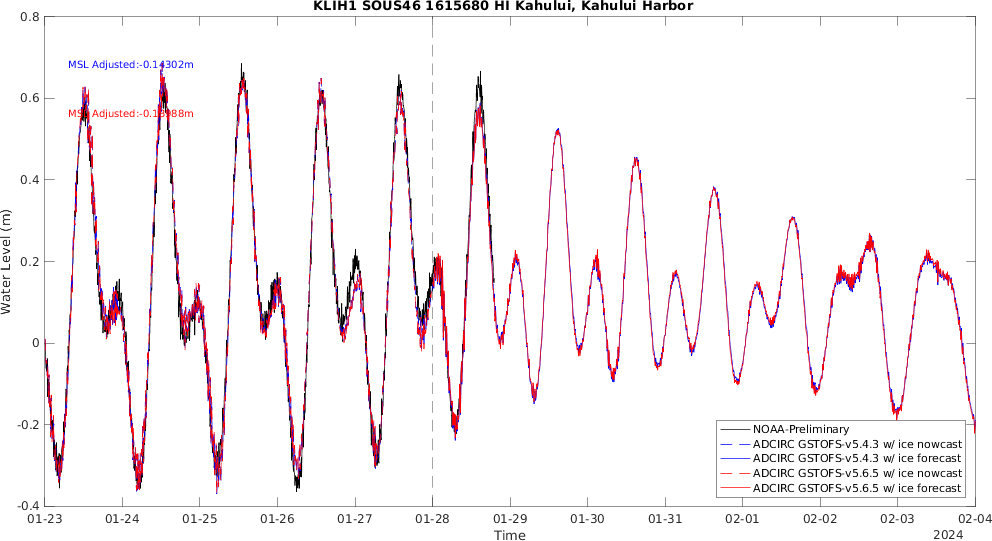 KLIH1 SOUS46 1615680 HI Kahului, Kahului Harbor
0.8
0.6
0.4
0.2
0
-0.2
-0.4
Water Level (m)
MSL Adjusted:-0.14302m
Adjusted:-0.13988m
NOAA-Preliminary
ADCIRC GSTOFS-v5.4.3 w/ ice nowcast
ADCIRC GSTOFS-v5.4.3 w/ ice forecast
ADCIRC GSTOFS-v5.6.5 w/ ice nowcast
ADCIRC GSTOFS-v5.6.5 w/ ice forecast
01-23 01-24 01-25 01-26 01-27 01-28 01-29 01-30 01-31 02-01 02-02 02-03 02-04
Time
2024